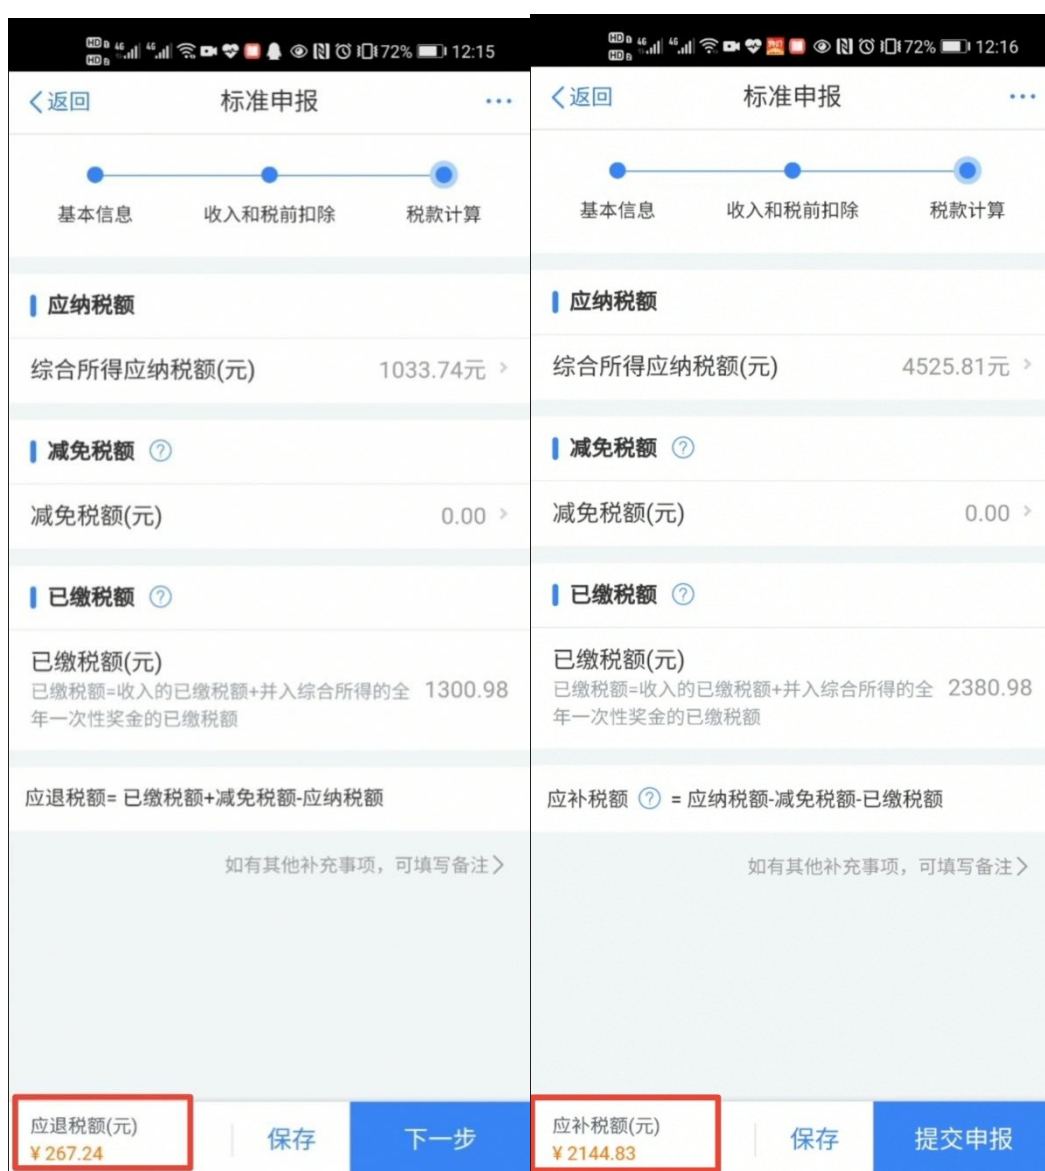 12:15
72%
〈返回
标准申报
...
基本信息
收入和税前扣除
税款计算
应纳税额
综合所得应纳税额(元)
1033.74元 >
减免税额 ?
减免税额(元)
0.00 >
已缴税额 ?
已缴税额(元)
已缴税额=收入的已缴税额+并入综合所得的全
年一次性奖金的已缴税额
1300.98
应退税额= 已缴税额+减免税额-应纳税额
如有其他补充事项，可填写备注〉
应退税额(元)
¥267.24
保存
下一步
72%
12:16
〈返回
标准申报
...
基本信息
收入和税前扣除
税款计算
应纳税额
综合所得应纳税额(元)
4525.81元 >
减免税额 ?
减免税额(元)
0.00 >
已缴税额 ?
已缴税额(元)
已缴税额=收入的已缴税额+并入综合所得的全
年一次性奖金的已缴税额
2380.98
应补税额 ? = 应纳税额-减免税额-已缴税额
如有其他补充事项，可填写备注〉
应补税额(元)
¥2144.83
保存
提交申报